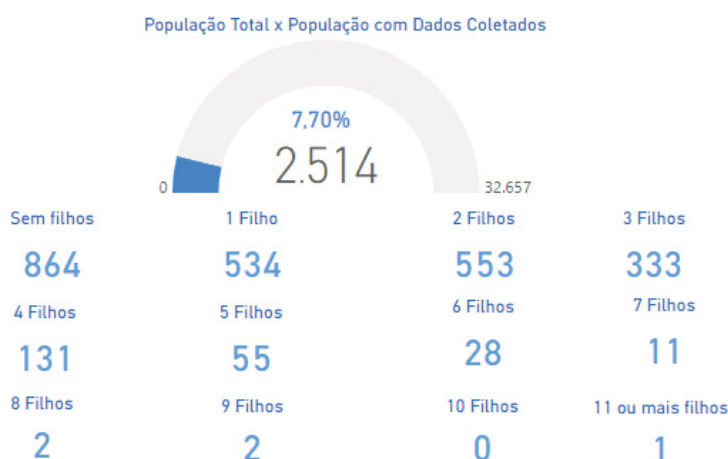 População Total x População com Dados Coletados
7,70%
2.514
0
32.657
Sem filhos
1 Filho
2 Filhos
3 Filhos
864
534
553
333
4 Filhos
5 Filhos
6 Filhos
7 Filhos
131
55
28
11
8 Filhos
9 Filhos
10 Filhos
11 ou mais filhos
2
2
0
1